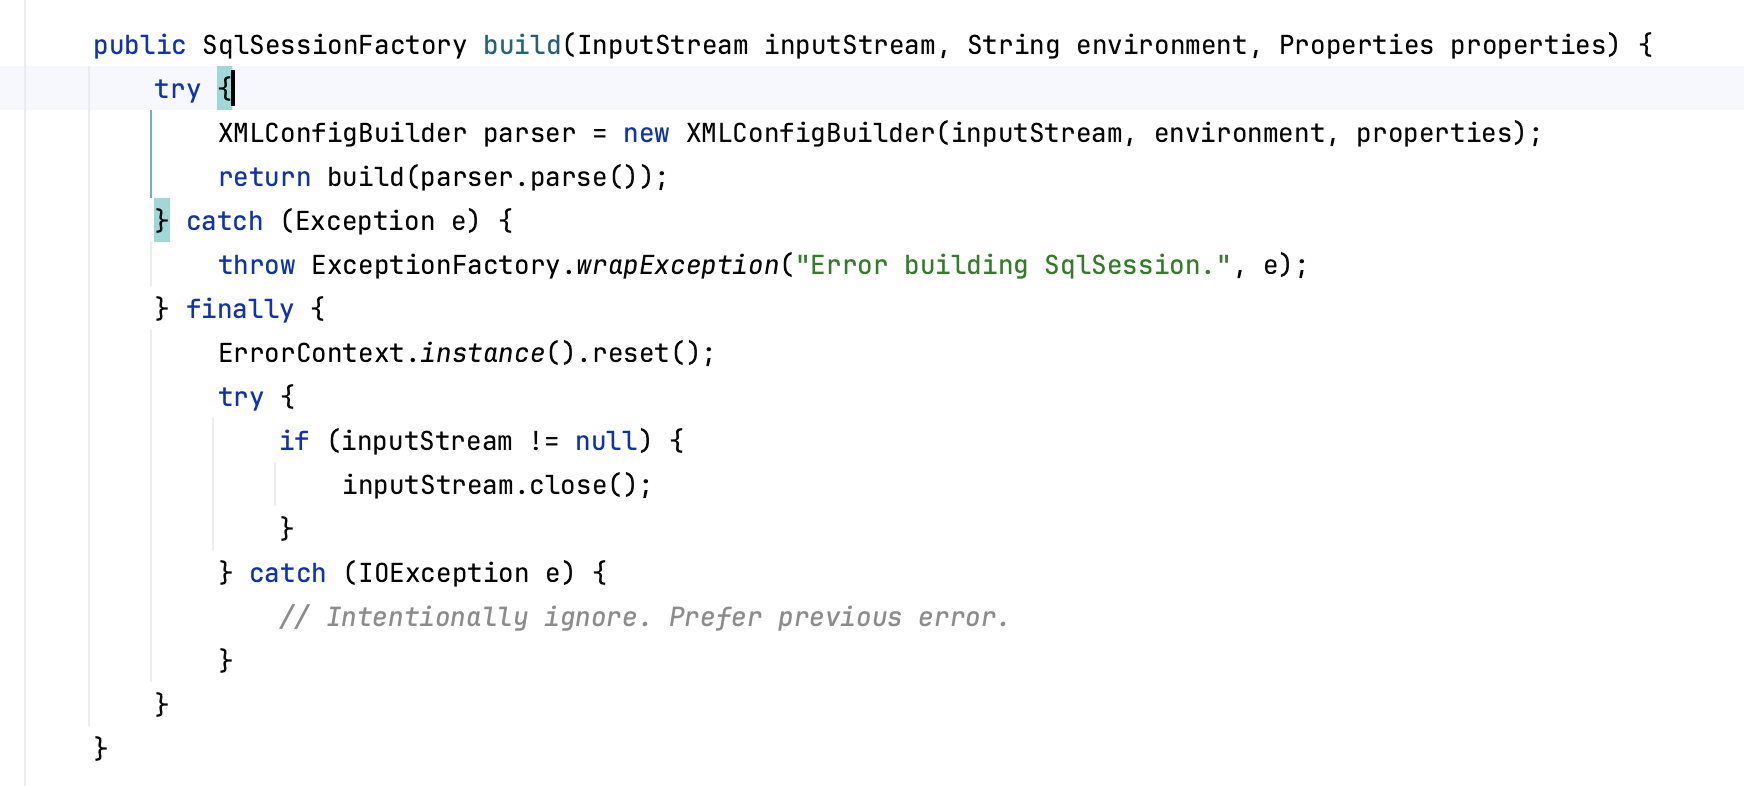 public SqlSessionFactory build(InputStream inputStream, String environment, Properties properties) {
    try {
        XMLConfigBuilder parser = new XMLConfigBuilder(inputStream, environment, properties);
        return build(parser.parse());
    } catch (Exception e) {
        throw ExceptionFactory.wrapException("Error building SqlSession.", e);
    } finally {
        ErrorContext.instance().reset();
        try {
            if (inputStream != null) {
                inputStream.close();
            }
        } catch (IOException e) {
            // Intentionally ignore. Prefer previous error.
        }
    }
}